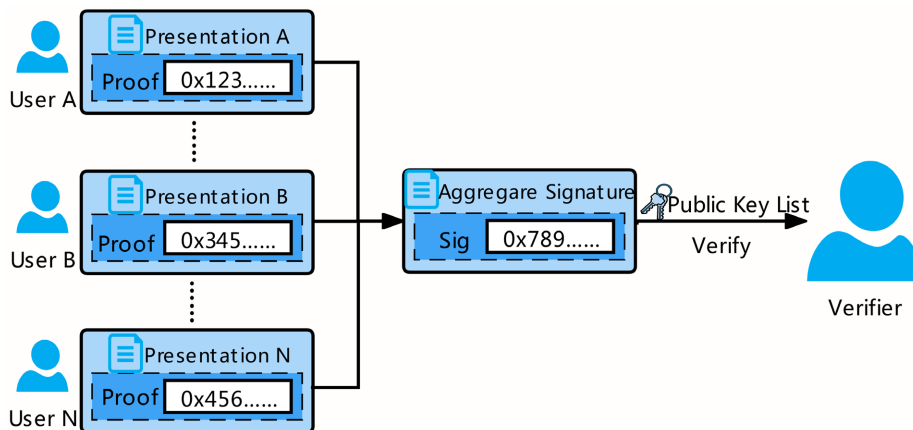 Presentation A
Proof 0x123......
User A
Presentation B
Proof 0x345......
User B
Presentation N
Proof 0x456......
User N
Aggregare Signature
Sig 0x789......
Public Key List
Verify
Verifier